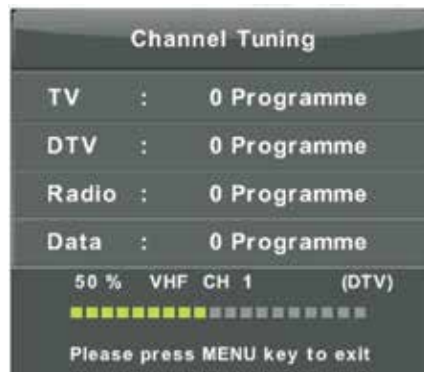 Channel Tuning
TV : 0 Programme
DTV : 0 Programme
Radio : 0 Programme
Data : 0 Programme
50 % VHF CH 1 (DTV)
Please press MENU key to exit